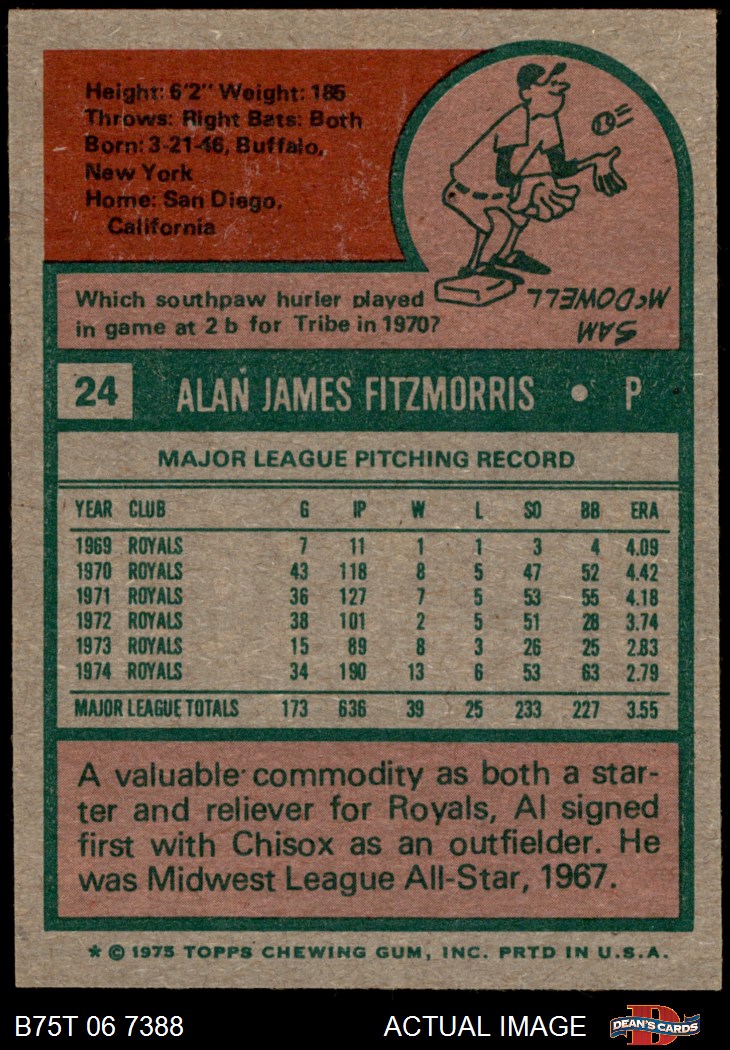 Height: 6'2" Weight: 185
Throws: Right Bats: Both
Born: 3-21-46, Buffalo,
New York
Home: San Diego,
California
Which southpaw hurler played
in game at 2 b for Tribe in 1970?
SAM
McDOWELL
24 ALAN JAMES FITZMORRIS • P
MAJOR LEAGUE PITCHING RECORD
YEAR CLUB G IP W L SO BB ERA
1969 ROYALS 7 11 1 1 3 4 4.09
1970 ROYALS 43 118 8 5 47 52 4.42
1971 ROYALS 36 127 7 5 53 55 4.18
1972 ROYALS 38 101 2 5 51 28 3.74
1973 ROYALS 15 89 8 3 26 25 2.83
1974 ROYALS 34 190 13 6 53 63 2.79
MAJOR LEAGUE TOTALS 173 636 39 25 233 227 3.55
A valuable commodity as both a star-
ter and reliever for Royals, Al signed
first with Chisox as an outfielder. He
was Midwest League All-Star, 1967.
* © 1975 TOPPS CHEWING GUM, INC. PRTD IN U.S.A.
B75T 06 7388 ACTUAL IMAGE D DEAN'S CARDS